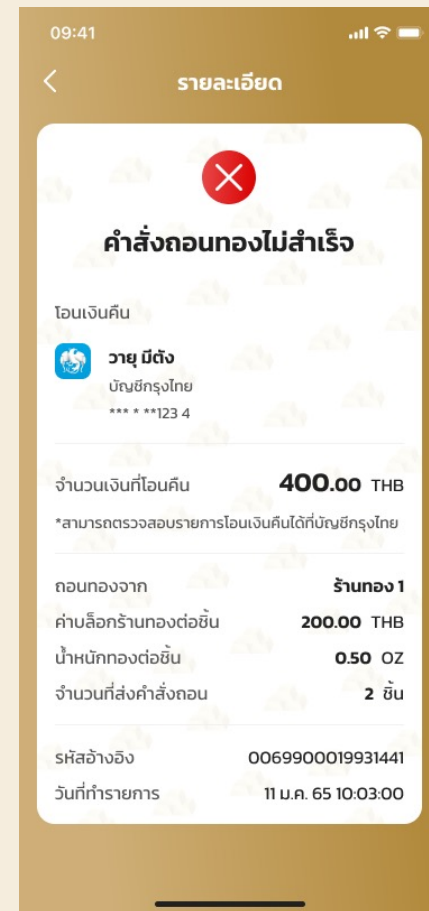 09:41
รายละเอียด
คำสั่งถอนทองไม่สำเร็จ
โอนเงินคืน
วายุ มีตัง
บัญชีกรุงไทย
*** * **123 4
จำนวนเงินที่โอนคืน 400.00 THB
*สามารถตรวจสอบรายการโอนเงินคืนได้ที่บัญชีกรุงไทย
ถอนทองจาก ร้านทอง 1
ค่าบล็อกร้านทองต่อชิ้น 200.00 THB
น้ำหนักทองต่อชิ้น 0.50 OZ
จำนวนที่ส่งคำสั่งถอน 2 ชิ้น
รหัสอ้างอิง 0069900019931441
วันที่ทำรายการ 11 ม.ค. 65 10:03:00